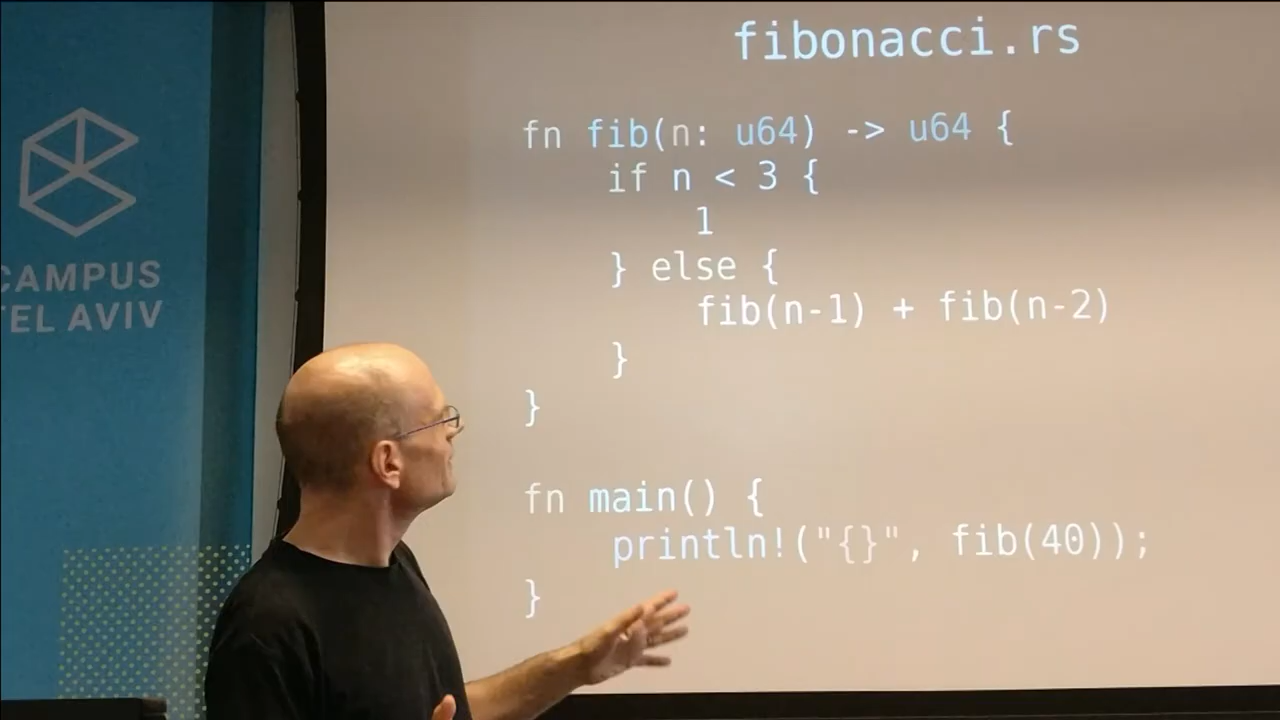 CAMPUS
TEL AVIV
fibonacci.rs
fn fib(n: u64) -> u64 {
    if n < 3 {
        1
    } else {
        fib(n-1) + fib(n-2)
    }
}
fn main() {
    println!("{}", fib(40));
}